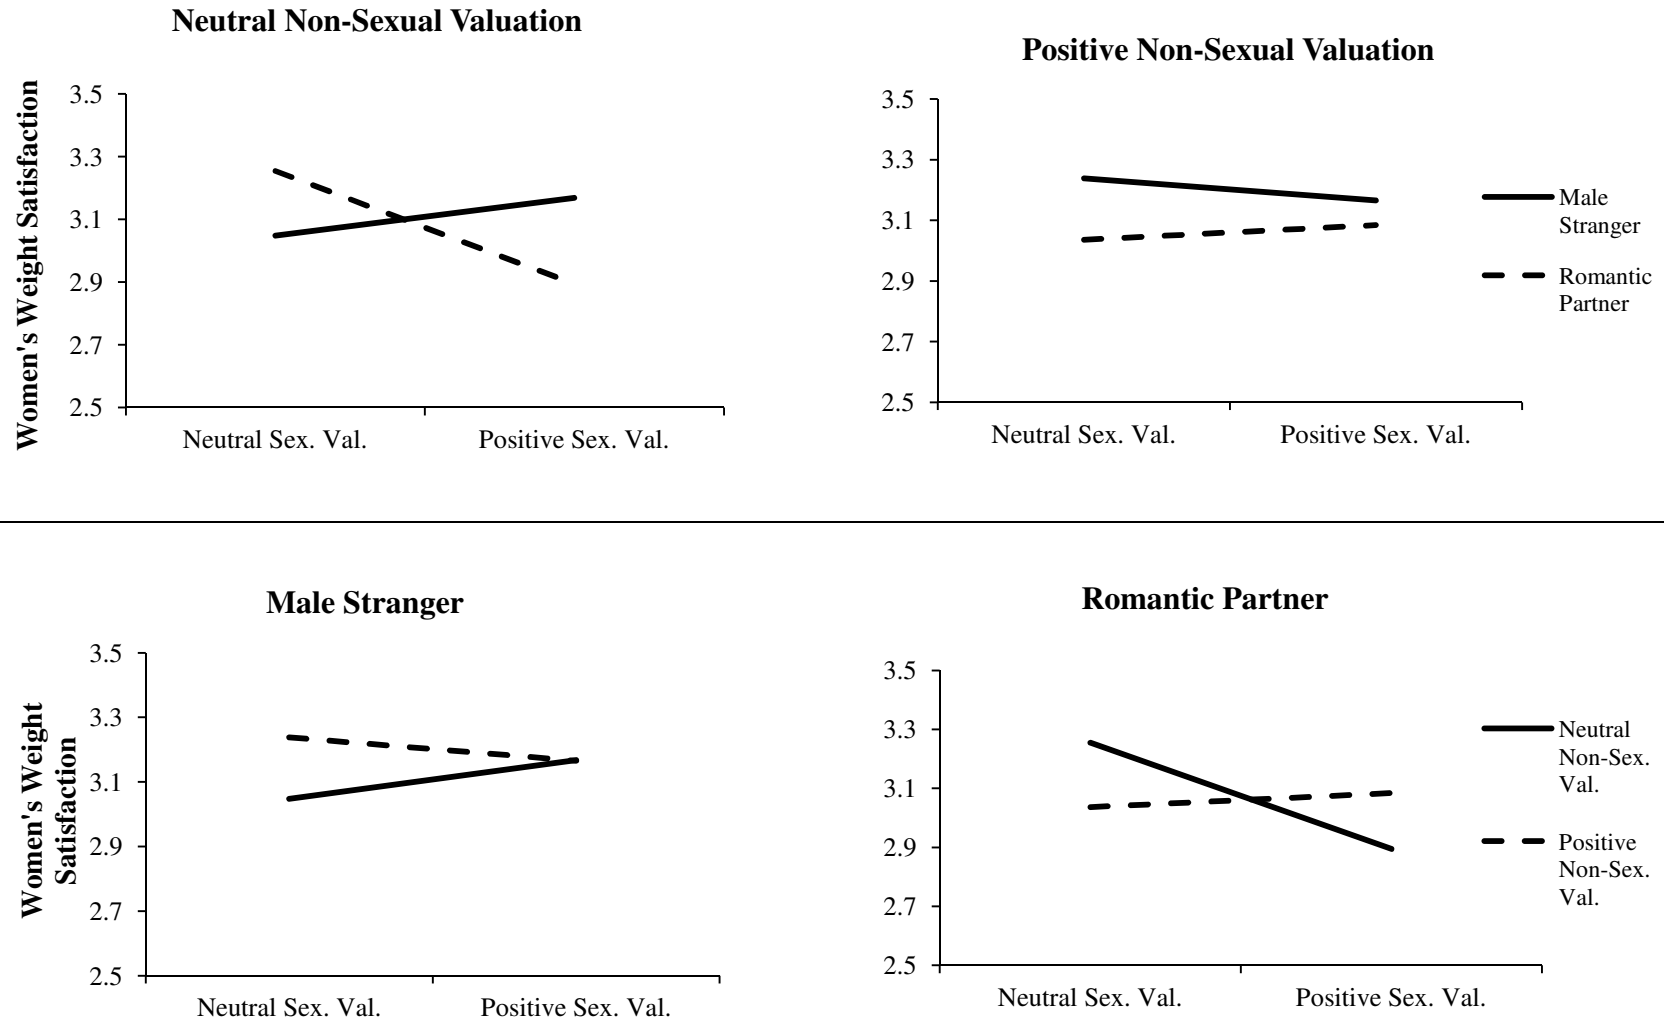 Neutral Non-Sexual Valuation
Women's Weight Satisfaction
3.5
3.3
3.1
2.9
2.7
2.5
Neutral Sex. Val.
Positive Sex. Val.
Positive Non-Sexual Valuation
3.5
3.3
3.1
2.9
2.7
2.5
Neutral Sex. Val.
Positive Sex. Val.
Male
Stranger
Romantic
Partner
Male Stranger
Women's Weight
Satisfaction
3.5
3.3
3.1
2.9
2.7
2.5
Neutral Sex. Val.
Positive Sex. Val.
Romantic Partner
3.5
3.3
3.1
2.9
2.7
2.5
Neutral Sex. Val.
Positive Sex. Val.
Neutral
Non-Sex.
Val.
Positive
Non-Sex.
Val.